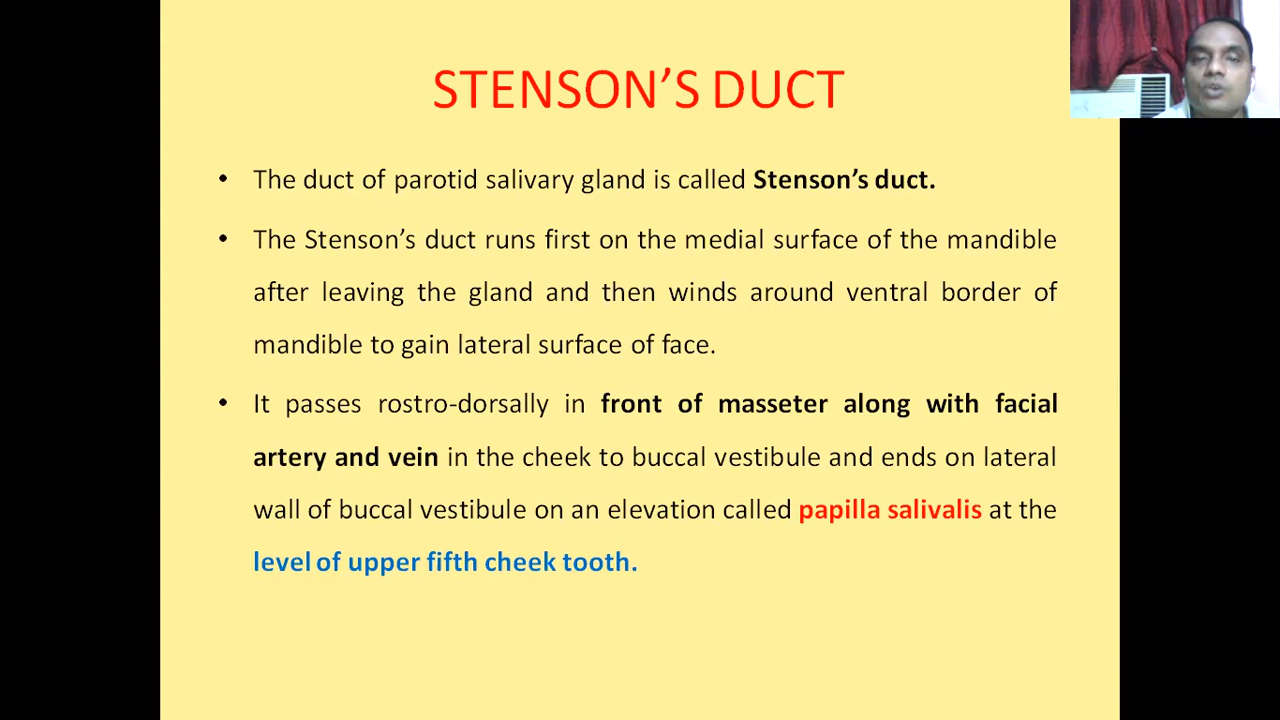 STENSON'S DUCT
• The duct of parotid salivary gland is called Stenson's duct.
• The Stenson's duct runs first on the medial surface of the mandible
after leaving the gland and then winds around ventral border of
mandible to gain lateral surface of face.
• It passes rostro-dorsally in front of masseter along with facial
artery and vein in the cheek to buccal vestibule and ends on lateral
wall of buccal vestibule on an elevation called papilla salivalis at the
level of upper fifth cheek tooth.